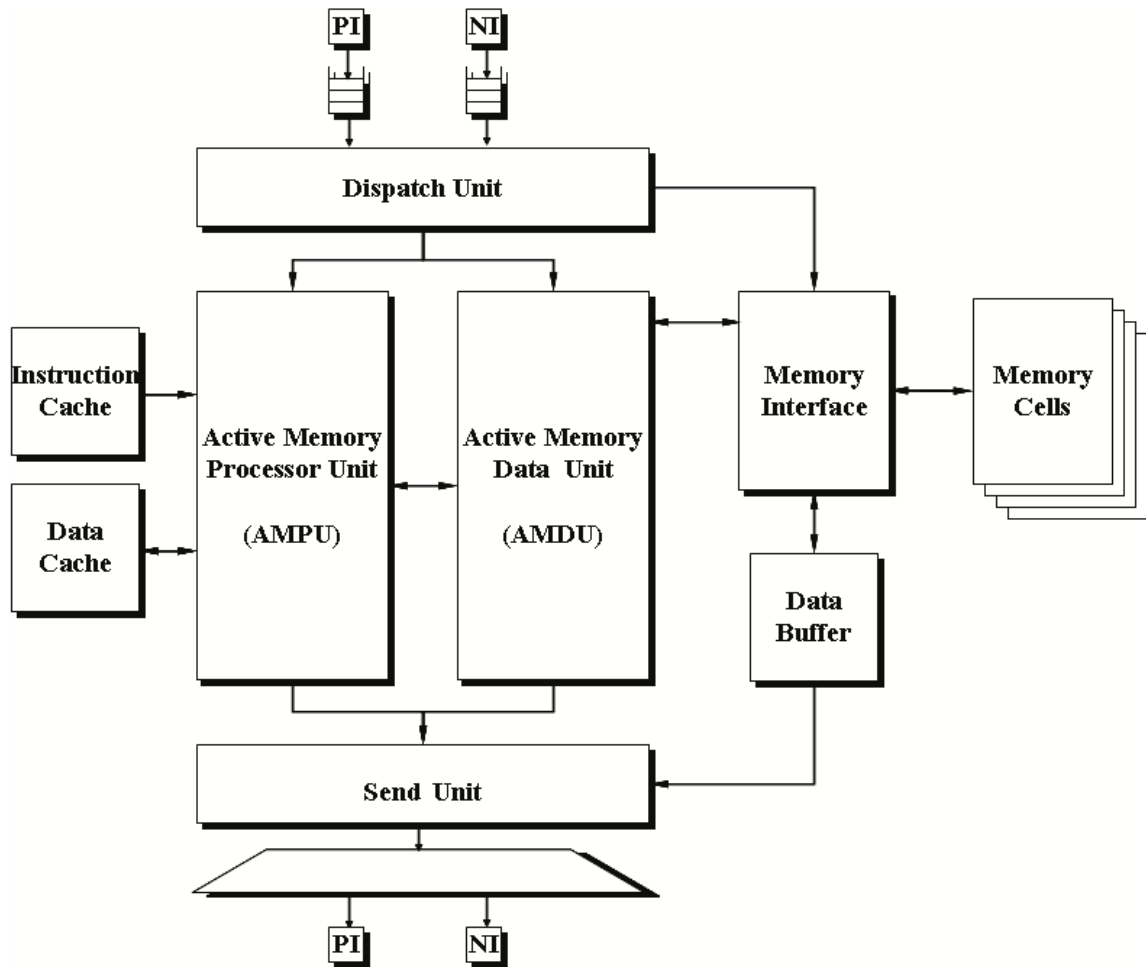 PI
NI
Dispatch Unit
Instruction
Cache
Data
Cache
Active Memory
Processor Unit
(AMPU)
Active Memory
Data Unit
(AMDU)
Memory
Interface
Memory
Cells
Data
Buffer
Send Unit
PI
NI